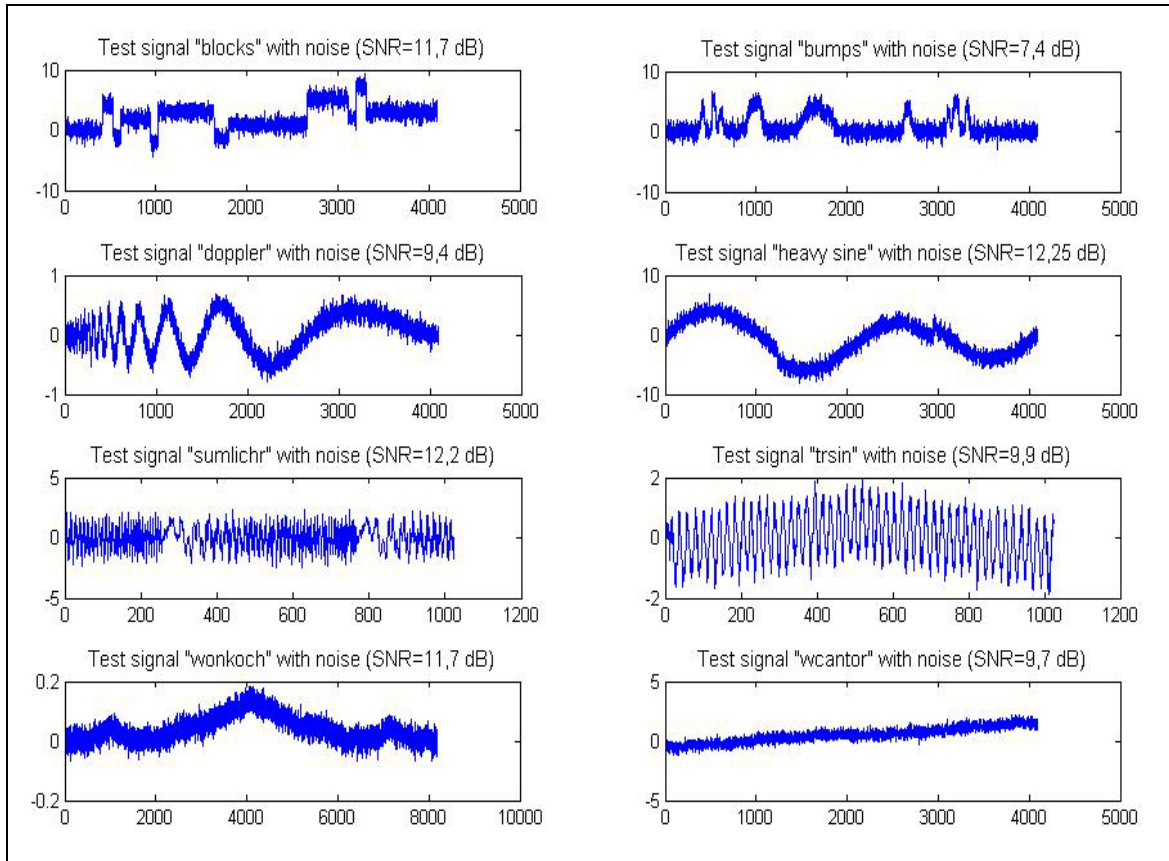 Test signal "blocks" with noise (SNR=11,7 dB)
10
0
-10
0 1000 2000 3000 4000 5000
Test signal "bumps" with noise (SNR=7,4 dB)
10
0
-10
0 1000 2000 3000 4000 5000
Test signal "doppler" with noise (SNR=9,4 dB)
1
0
-1
0 1000 2000 3000 4000 5000
Test signal "heavy sine" with noise (SNR=12,25 dB)
10
0
-10
0 1000 2000 3000 4000 5000
Test signal "sumlichr" with noise (SNR=12,2 dB)
5
0
-5
0 200 400 600 800 1000 1200
Test signal "trsin" with noise (SNR=9,9 dB)
2
0
-2
0 200 400 600 800 1000 1200
Test signal "wonkoch" with noise (SNR=11,7 dB)
0.2
0
-0.2
0 2000 4000 6000 8000 10000
Test signal "wcantor" with noise (SNR=9,7 dB)
5
0
-5
0 1000 2000 3000 4000 5000